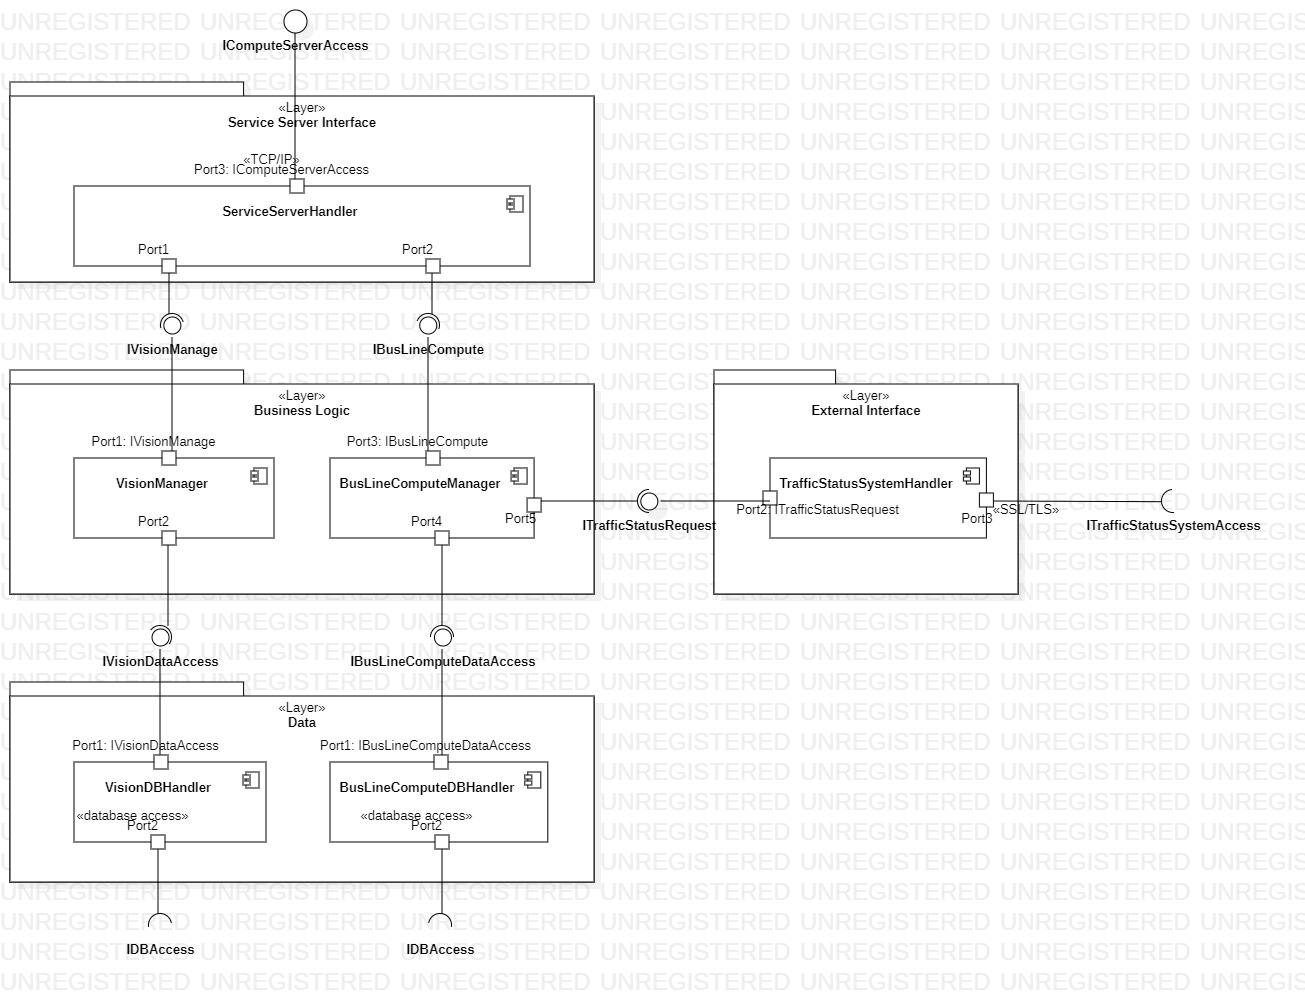 IComputeServerAccess
«Layer»
Service Server Interface
«TCP/IP»
Port3: IComputeServerAccess
ServiceServerHandler
Port1
Port2
IVisionManage
IBusLineCompute
«Layer»
Business Logic
Port1: IVisionManage
Port3: IBusLineCompute
VisionManager
BusLineComputeManager
Port2
Port4
Port5
ITrafficStatusRequest
«Layer»
External Interface
TrafficStatusSystemHandler
Port2: ITrafficStatusRequest
Port3
«SSL/TLS»
ITrafficStatusSystemAccess
IVisionDataAccess
IBusLineComputeDataAccess
«Layer»
Data
Port1: IVisionDataAccess
Port1: IBusLineComputeDataAccess
VisionDBHandler
BusLineComputeDBHandler
«database access»
Port2
«database access»
Port2
IDBAccess
IDBAccess
UNREGISTERED